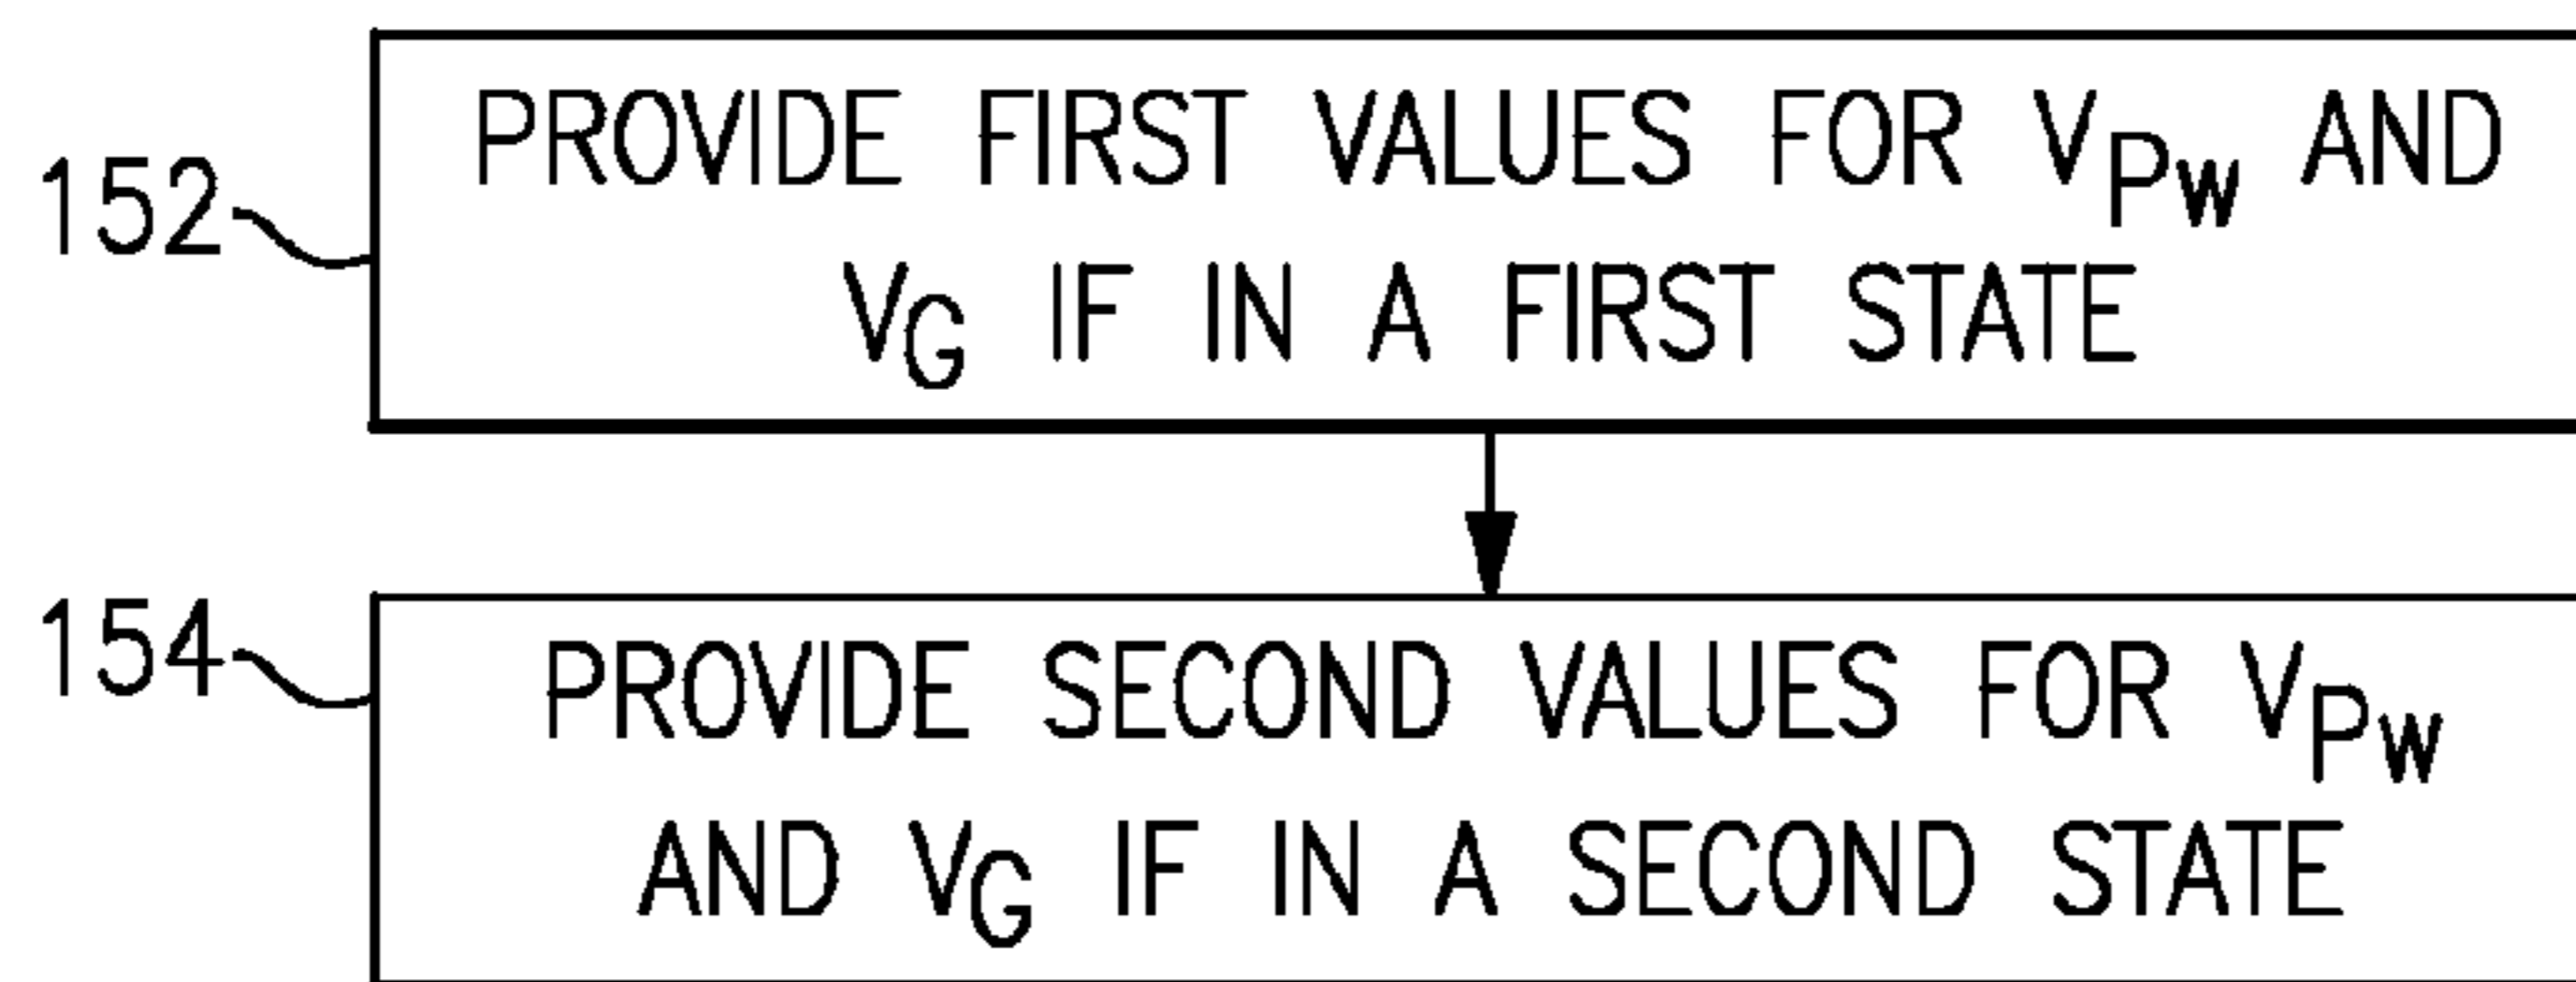 152
PROVIDE FIRST VALUES FOR VPW AND
VG IF IN A FIRST STATE
154
PROVIDE SECOND VALUES FOR VPW
AND VG IF IN A SECOND STATE